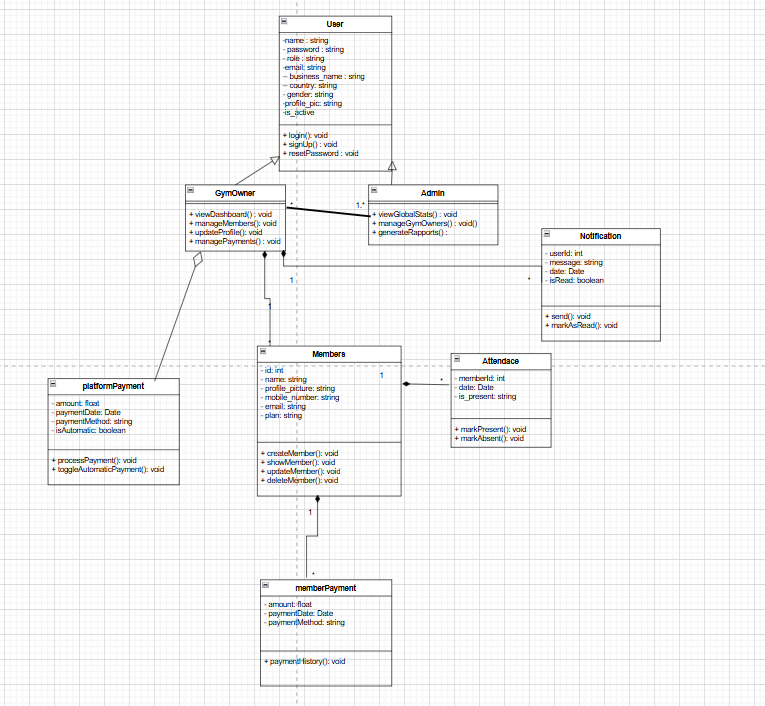 User
-name : string
- password : string
- role : string
-email: string
-- business_name : sring
-- country: string
- gender: string
-profile_pic: string
-is_active
+ login(): void
+ signUp() : void
+ resetPassword : void
GymOwner
+ viewDashboard() : void
+ manageMembers(): void
+ updateProfile(): void
+ managePayments() : void
*
1.*
Admin
+ viewGlobalStats() : void
+ manageGymOwners() : void()
+ generateRapports() :
Notification
- userId: int
- message: string
- date: Date
- isRead: boolean
+ send(): void
+ markAsRead(): void
1
*
1
*
Members
- id: int
- name: string
- profile_picture: string
- mobile_number: string
- email: string
- plan: string
+ createMember(): void
+ showMember(): void
+ updateMember(): void
+ deleteMember(): void
1
*
Attendace
- memberId: int
- date: Date
- is_present: string
+ markPresent(): void
+ markAbsent(): void
platformPayment
- amount: float
- paymentDate: Date
- paymentMethod: string
- isAutomatic: boolean
+ processPayment(): void
+ toggleAutomaticPayment(): void
1
*
memberPayment
- amount: float
- paymentDate: Date
- paymentMethod: string
+ paymentHistory(): void